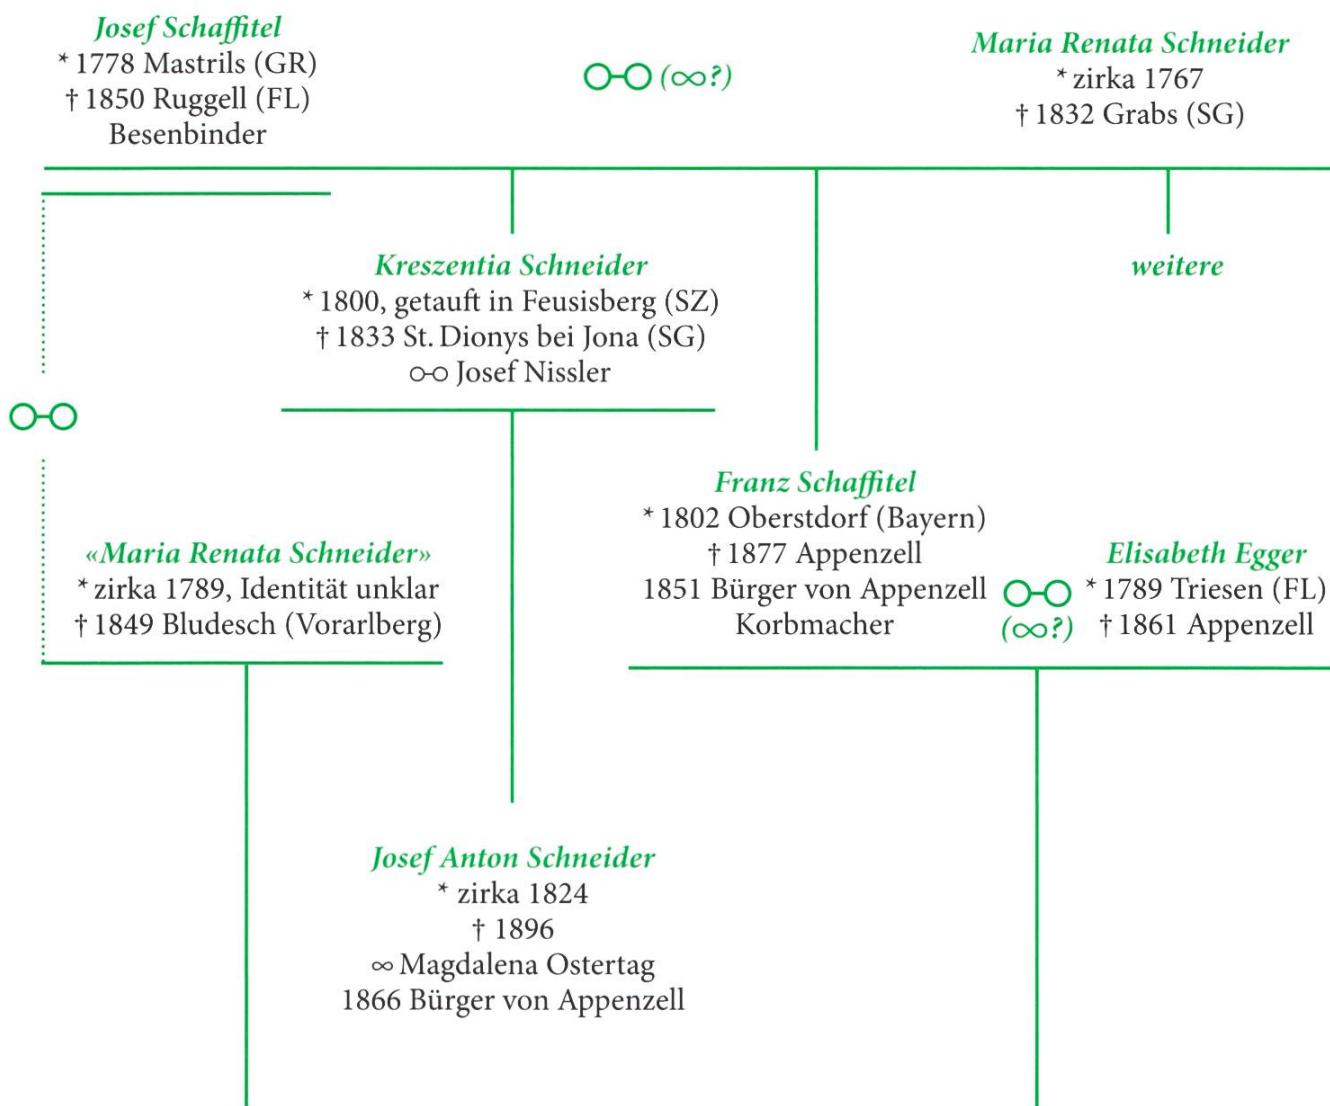 Josef Schaffitel
* 1778 Mastrils (GR)
† 1850 Ruggell (FL)
Besenbinder
(∞?)
Maria Renata Schneider
* zirka 1767
† 1832 Grabs (SG)
Kreszentia Schneider
* 1800, getauft in Feusisberg (SZ)
† 1833 St. Dionys bei Jona (SG)
o-o Josef Nissler
weitere
«Maria Renata Schneider»
* zirka 1789, Identität unklar
† 1849 Bludesch (Vorarlberg)
Franz Schaffitel
* 1802 Oberstdorf (Bayern)
† 1877 Appenzell
1851 Bürger von Appenzell
Korbmacher
(∞?)
Elisabeth Egger
* 1789 Triesen (FL)
† 1861 Appenzell
Josef Anton Schneider
* zirka 1824
† 1896
∞ Magdalena Ostertag
1866 Bürger von Appenzell